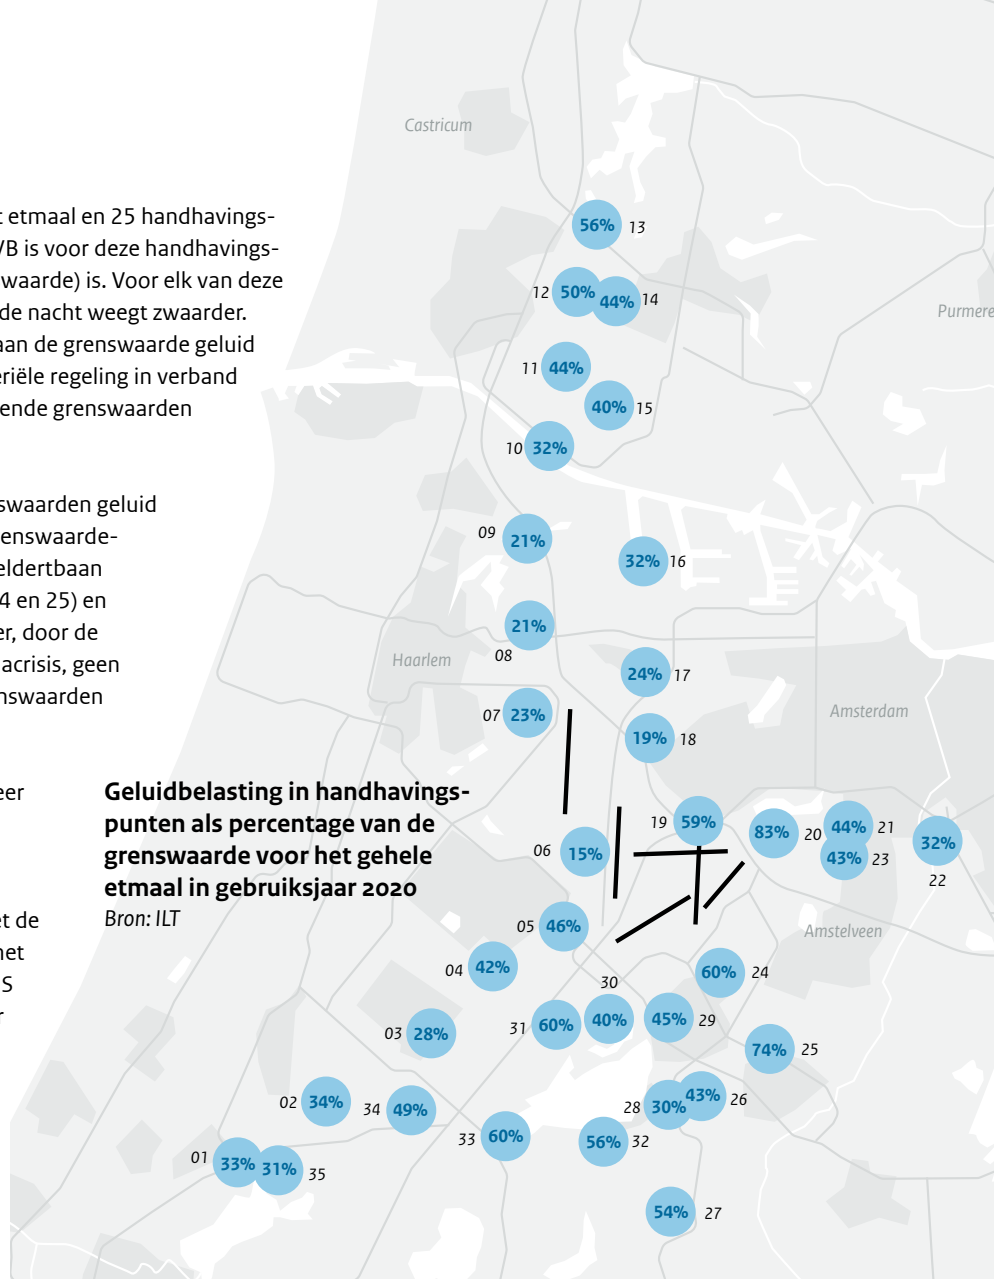 Castricum
t etmaal en 25 handhavings-
VB is voor deze handhavings-
waarde) is. Voor elk van deze
de nacht weegt zwaarder.
aan de grenswaarde geluid
eriële regeling in verband
ende grenswaarden
swaarden geluid
enswaarde-
eldertbaan
4 en 25) en
er, door de
acrisis, geen
nswaarden
eer
et de
net
S
r
Geluidbelasting in handhavings-
punten als percentage van de
grenswaarde voor het gehele
etmaal in gebruiksjaar 2020
Bron: ILT
56% 13
12 50% 44% 14
Purmere
11 44%
40% 15
10 32%
09 21%
32% 16
21%
08
Haarlem
24% 17
07 23%
Amsterdam
19% 18
19 59%
83% 20
44% 21
43% 23
32%
22
06 15%
05 46%
Amstelveen
04 42%
60% 24
30
31 60% 40% 45% 29
03 28%
74% 25
02 34%
34 49%
28 30% 43% 26
33 60%
56% 32
01 33% 31% 35
54% 27